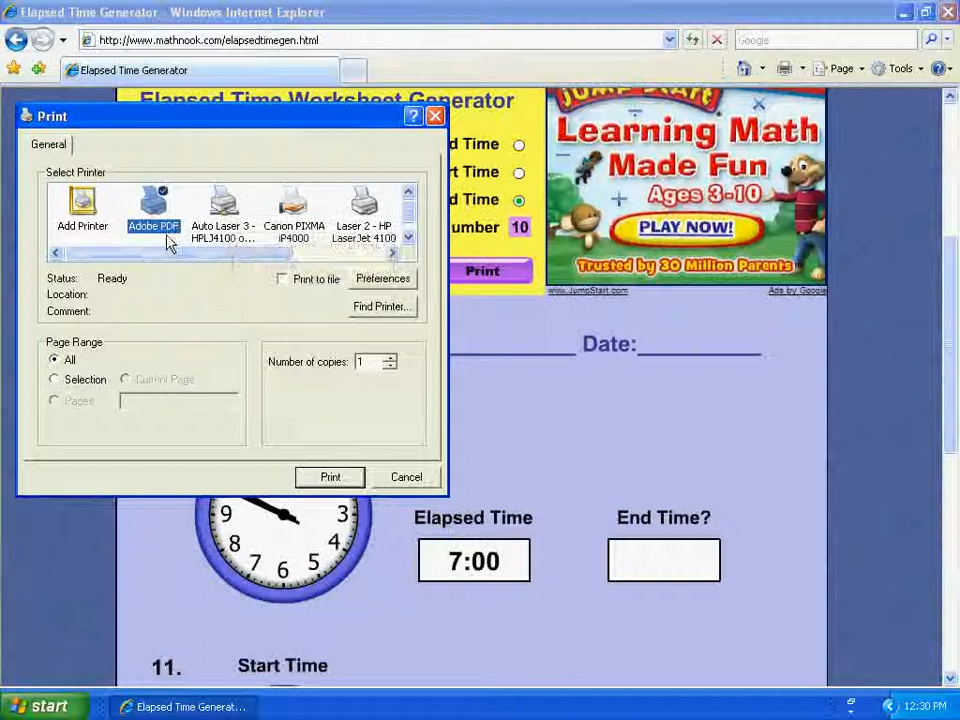 Elapsed Time Generator - Windows Internet Explorer
http://www.mathnook.com/elapsedtimegen.html
Google
Elapsed Time Generator
Page
Tools
Elapsed Time Worksheet Generator
d Time
rt Time
d Time
umber 10
Print
JUMP START
Learning Math
Made Fun
Ages 3-10
PLAY NOW!
Trusted by 30 Million Parents
www.JumpStart.com
Ads by Google
Print
General
Select Printer
Add Printer
Adobe PDF
Auto Laser 3 -
HPLJ4100 o...
Canon PIXMA
iP4000
Laser 2 - HP
LaserJet 4100
Status: Ready
Location:
Comment:
Print to file
Preferences
Find Printer...
Page Range
All
Selection
Current Page
Pages:
Number of copies: 1
Print
Cancel
Date:
9 3
8 4
7 6 5
Elapsed Time
7:00
End Time?
11. Start Time
start
Elapsed Time Generat...
12:30 PM